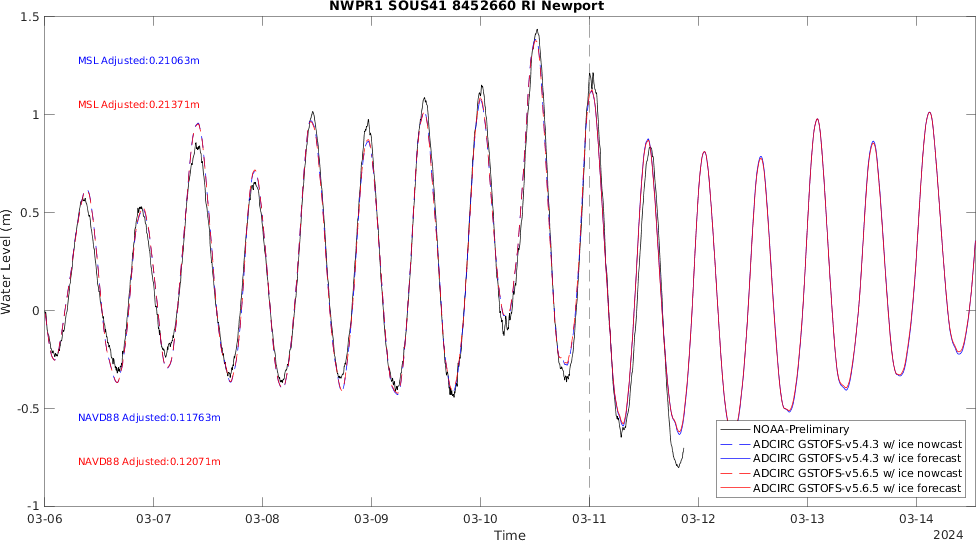 NWPR1 SOUS41 8452660 RI Newport
1.5
1
0.5
0
-0.5
-1
Water Level (m)
MSL Adjusted:0.21063m
MSL Adjusted:0.21371m
NAVD88 Adjusted:0.11763m
NAVD88 Adjusted:0.12071m
NOAA-Preliminary
ADCIRC GSTOFS-v5.4.3 w/ ice nowcast
ADCIRC GSTOFS-v5.4.3 w/ ice forecast
ADCIRC GSTOFS-v5.6.5 w/ ice nowcast
ADCIRC GSTOFS-v5.6.5 w/ ice forecast
03-06 03-07 03-08 03-09 03-10 03-11 03-12 03-13 03-14
Time
2024